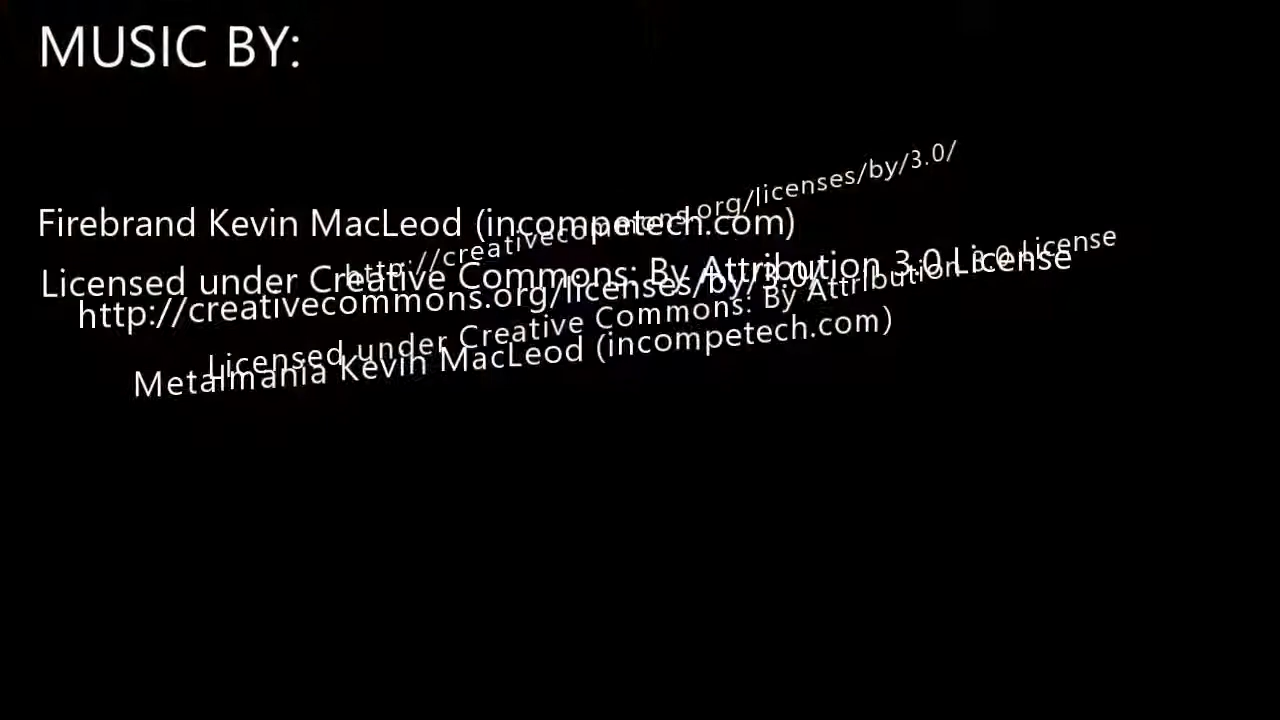 MUSIC BY:
Firebrand Kevin MacLeod (incompetech.com)
Licensed under Creative Commons: By Attribution 3.0 License
http://creativecommons.org/licenses/by/3.0/
Metalmania Kevin MacLeod (incompetech.com)
Licensed under Creative Commons: By Attribution 3.0 License
http://creativecommons.org/licenses/by/3.0/